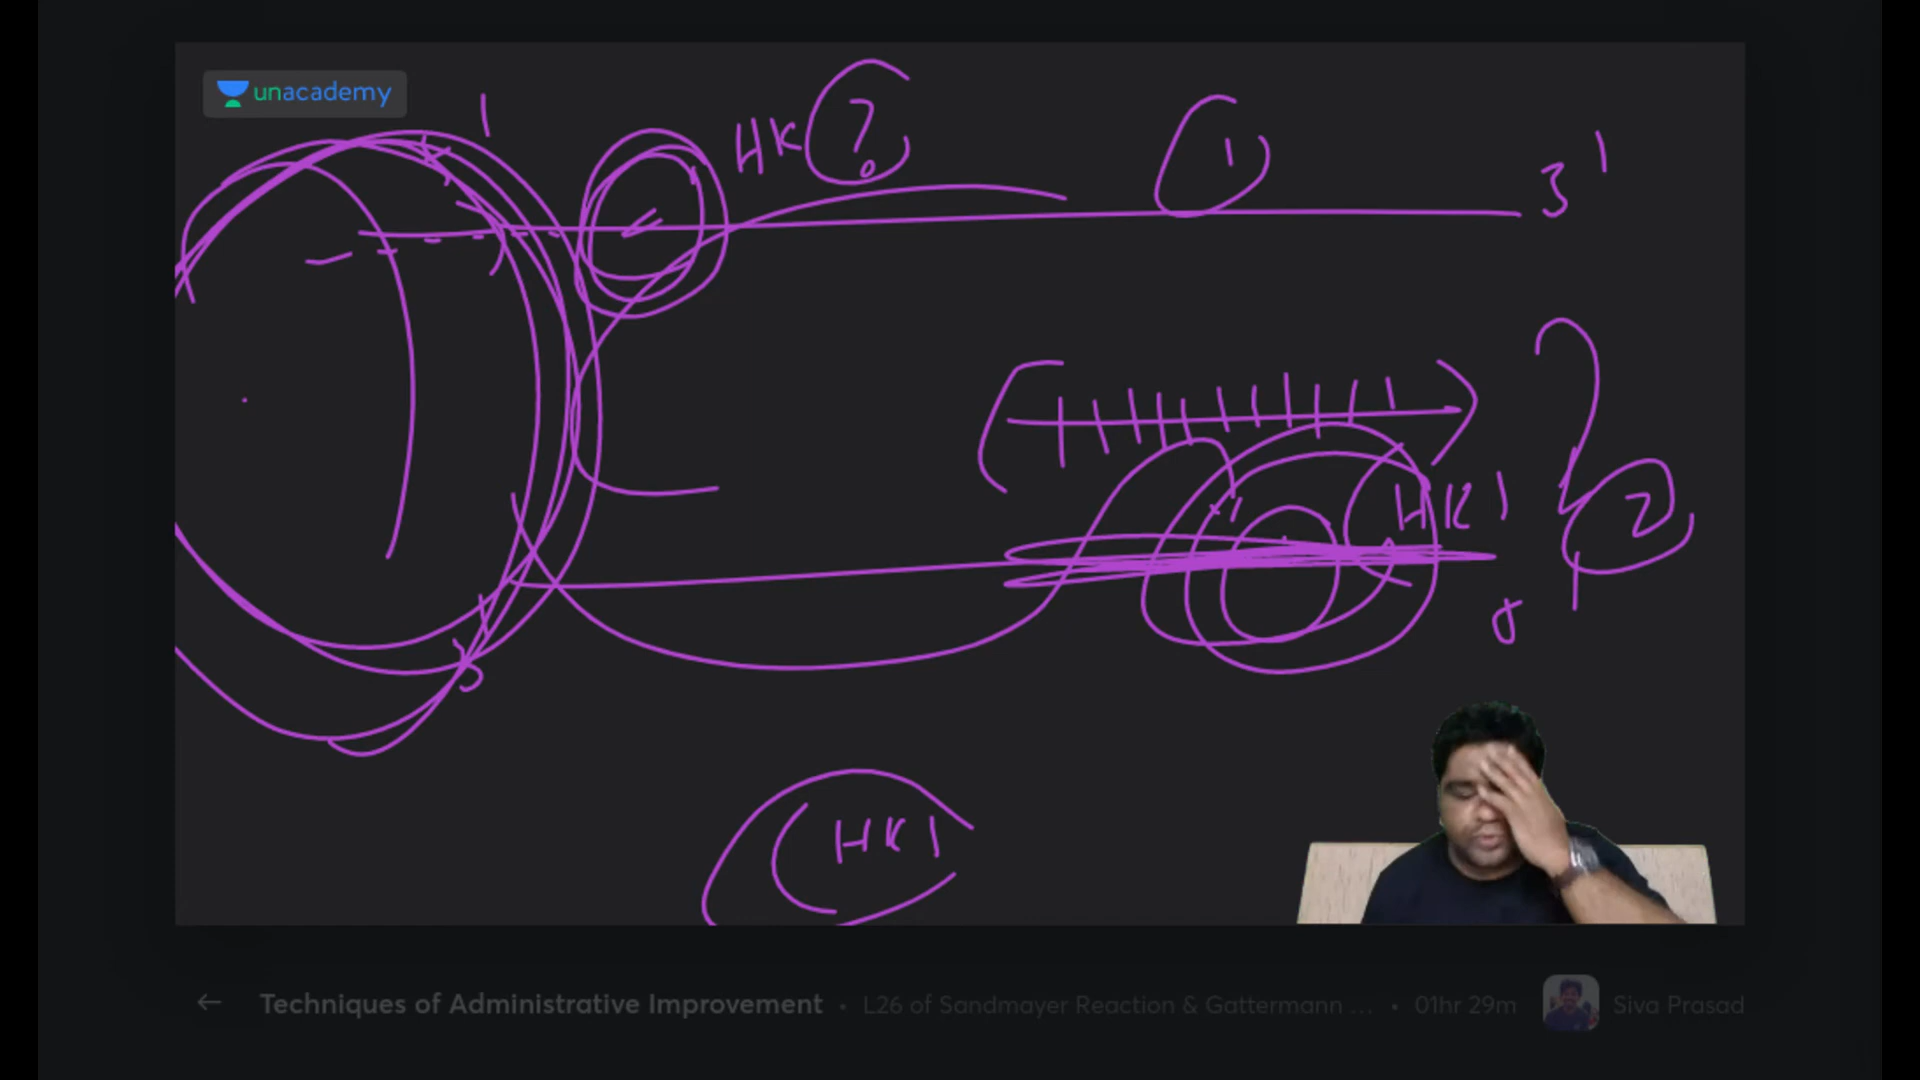 unacademy
1
HK ?
1
3'
HK1
2
HK1
Techniques of Administrative Improvement • L26 of Sandmayer Reaction & Gattermann ... • 01hr 29m Siva Prasad